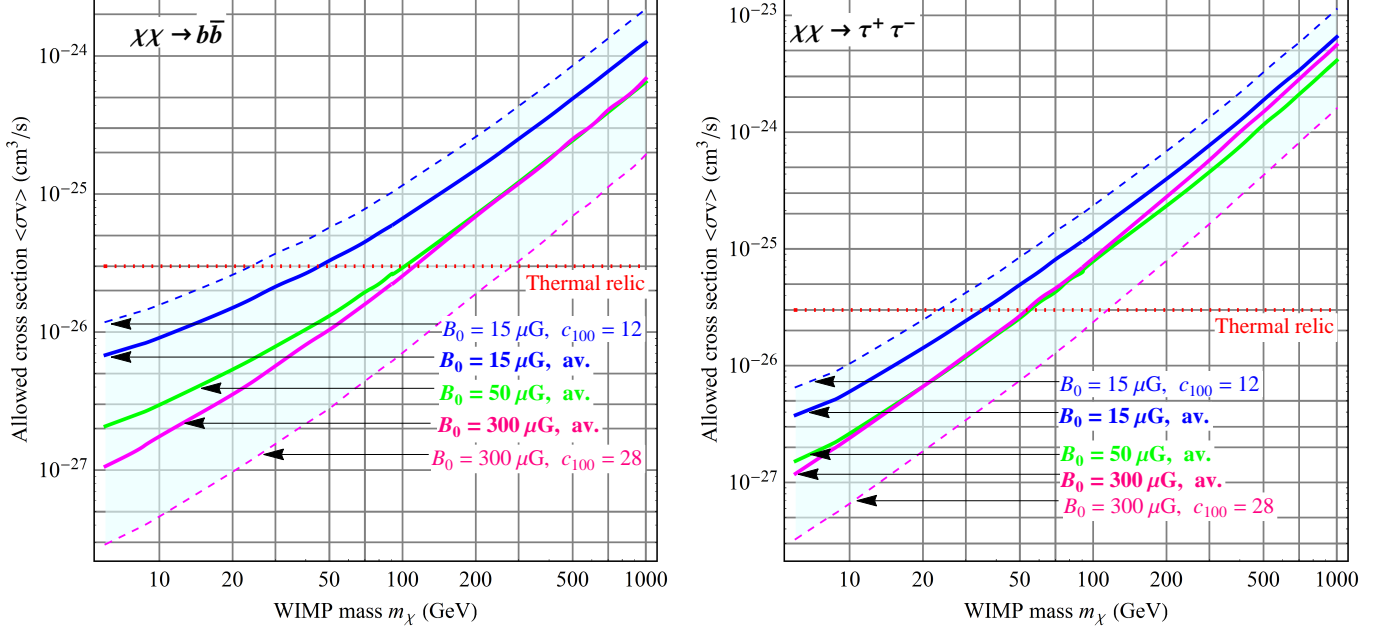 χχ → bb̄
10⁻²⁴
10⁻²⁵
10⁻²⁶
10⁻²⁷
Allowed cross section <σv> (cm³/s)
Thermal relic
B₀ = 15 μG, c₁₀₀ = 12
B₀ = 15 μG, av.
B₀ = 50 μG, av.
B₀ = 300 μG, av.
B₀ = 300 μG, c₁₀₀ = 28
10 20 50 100 200 500 1000
WIMP mass mχ (GeV)
χχ → τ⁺ τ⁻
10⁻²³
10⁻²⁴
10⁻²⁵
10⁻²⁶
10⁻²⁷
Allowed cross section <σv> (cm³/s)
Thermal relic
B₀ = 15 μG, c₁₀₀ = 12
B₀ = 15 μG, av.
B₀ = 50 μG, av.
B₀ = 300 μG, av.
B₀ = 300 μG, c₁₀₀ = 28
10 20 50 100 200 500 1000
WIMP mass mχ (GeV)